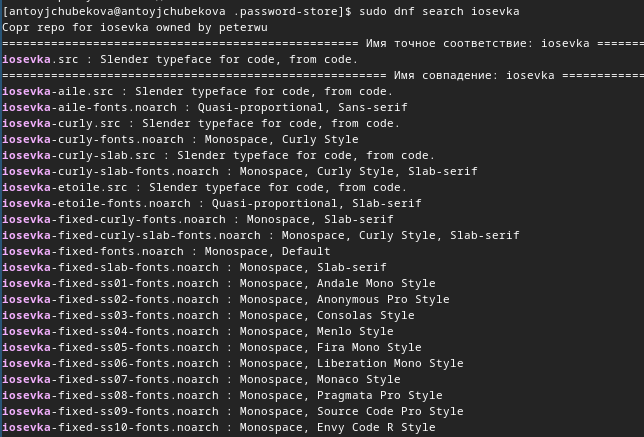 [antoyjchubekova@antoyjchubekova .password-store]$ sudo dnf search iosevka
Copr repo for iosevka owned by peterwu
=================================================== Имя точное соответствие: iosevka =======
iosevka.src : Slender typeface for code, from code.
======================================================= Имя совпадение: iosevka ============
iosevka-aile.src : Slender typeface for code, from code.
iosevka-aile-fonts.noarch : Quasi-proportional, Sans-serif
iosevka-curly.src : Slender typeface for code, from code.
iosevka-curly-fonts.noarch : Monospace, Curly Style
iosevka-curly-slab.src : Slender typeface for code, from code.
iosevka-curly-slab-fonts.noarch : Monospace, Curly Style, Slab-serif
iosevka-etoile.src : Slender typeface for code, from code.
iosevka-etoile-fonts.noarch : Quasi-proportional, Slab-serif
iosevka-fixed-curly-fonts.noarch : Monospace, Slab-serif
iosevka-fixed-curly-slab-fonts.noarch : Monospace, Curly Style, Slab-serif
iosevka-fixed-fonts.noarch : Monospace, Default
iosevka-fixed-slab-fonts.noarch : Monospace, Slab-serif
iosevka-fixed-ss01-fonts.noarch : Monospace, Andale Mono Style
iosevka-fixed-ss02-fonts.noarch : Monospace, Anonymous Pro Style
iosevka-fixed-ss03-fonts.noarch : Monospace, Consolas Style
iosevka-fixed-ss04-fonts.noarch : Monospace, Menlo Style
iosevka-fixed-ss05-fonts.noarch : Monospace, Fira Mono Style
iosevka-fixed-ss06-fonts.noarch : Monospace, Liberation Mono Style
iosevka-fixed-ss07-fonts.noarch : Monospace, Monaco Style
iosevka-fixed-ss08-fonts.noarch : Monospace, Pragmata Pro Style
iosevka-fixed-ss09-fonts.noarch : Monospace, Source Code Pro Style
iosevka-fixed-ss10-fonts.noarch : Monospace, Envy Code R Style